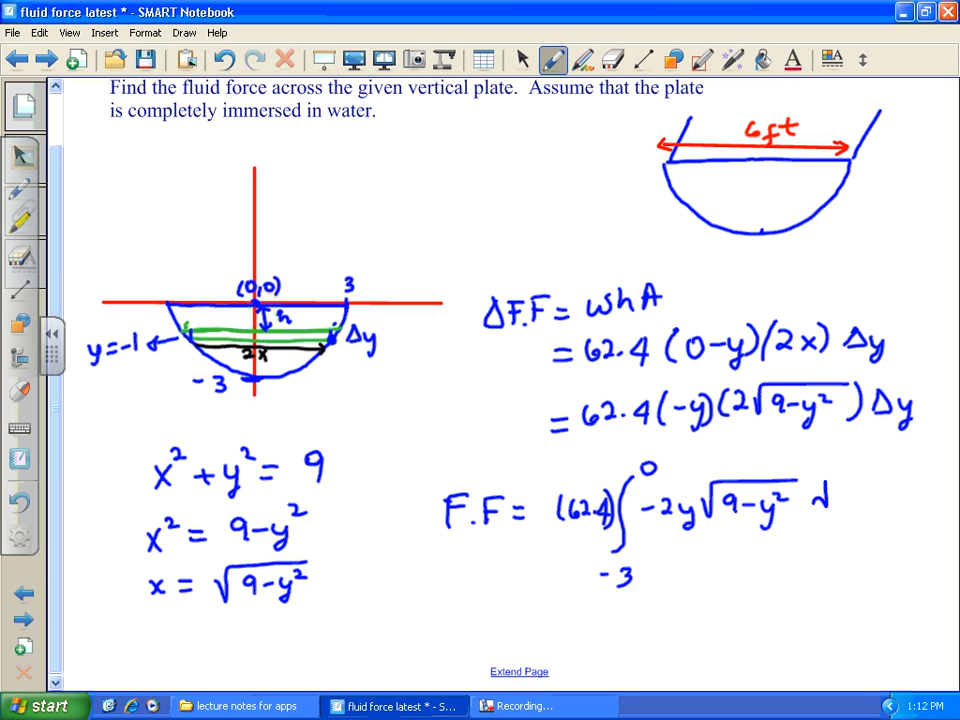 fluid force latest * - SMART Notebook
File Edit View Insert Format Draw Help
Find the fluid force across the given vertical plate. Assume that the plate
is completely immersed in water.
6ft
(0,0) 3
h
y=-1 Δy
2x
-3
ΔF.F = whA
= 62.4 (0-y)(2x) Δy
= 62.4(-y)(2√9-y²) Δy
x² + y² = 9
x² = 9-y²
x = √9-y²
F.F = (62.4) ∫ -2y√9-y²
0
-3
Extend Page
start
lecture notes for apps
fluid force latest * - S...
Recording...
1:12 PM